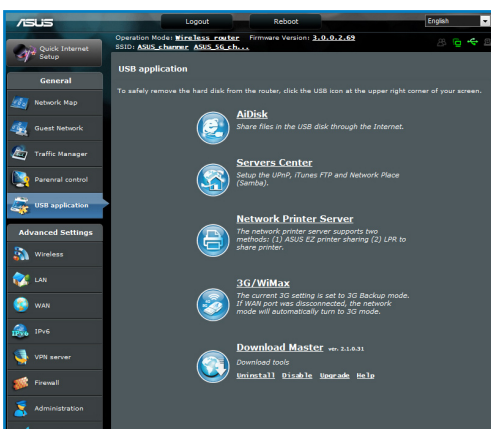 ASUS
Logout
Reboot
English
Operation Mode: Wireless router Firmware Version: 3.0.0.2.69
SSID: ASUS_channer ASUS_5G_ch...
Quick Internet
Setup
General
Network Map
Guest Network
Traffic Manager
Parenral control
USB application
Advanced Settings
Wireless
LAN
WAN
IPv6
VPN server
Firewall
Administration
USB application
To safely remove the hard disk from the router, click the USB icon at the upper right corner of your screen.
AiDisk
Share files in the USB disk through the Internet.
Servers Center
Setup the UPnP, iTunes FTP and Network Place
(Samba).
Network Printer Server
The network printer server supports two
methods: (1) ASUS EZ printer sharing (2) LPR to
share printer.
3G/WiMax
The current 3G setting is set to 3G Backup mode.
If WAN port was dissconnected, the network
mode will automatically turn to 3G mode.
Download Master ver. 2.1.0.31
Download tools
Uninstall Disable Upgrade Help